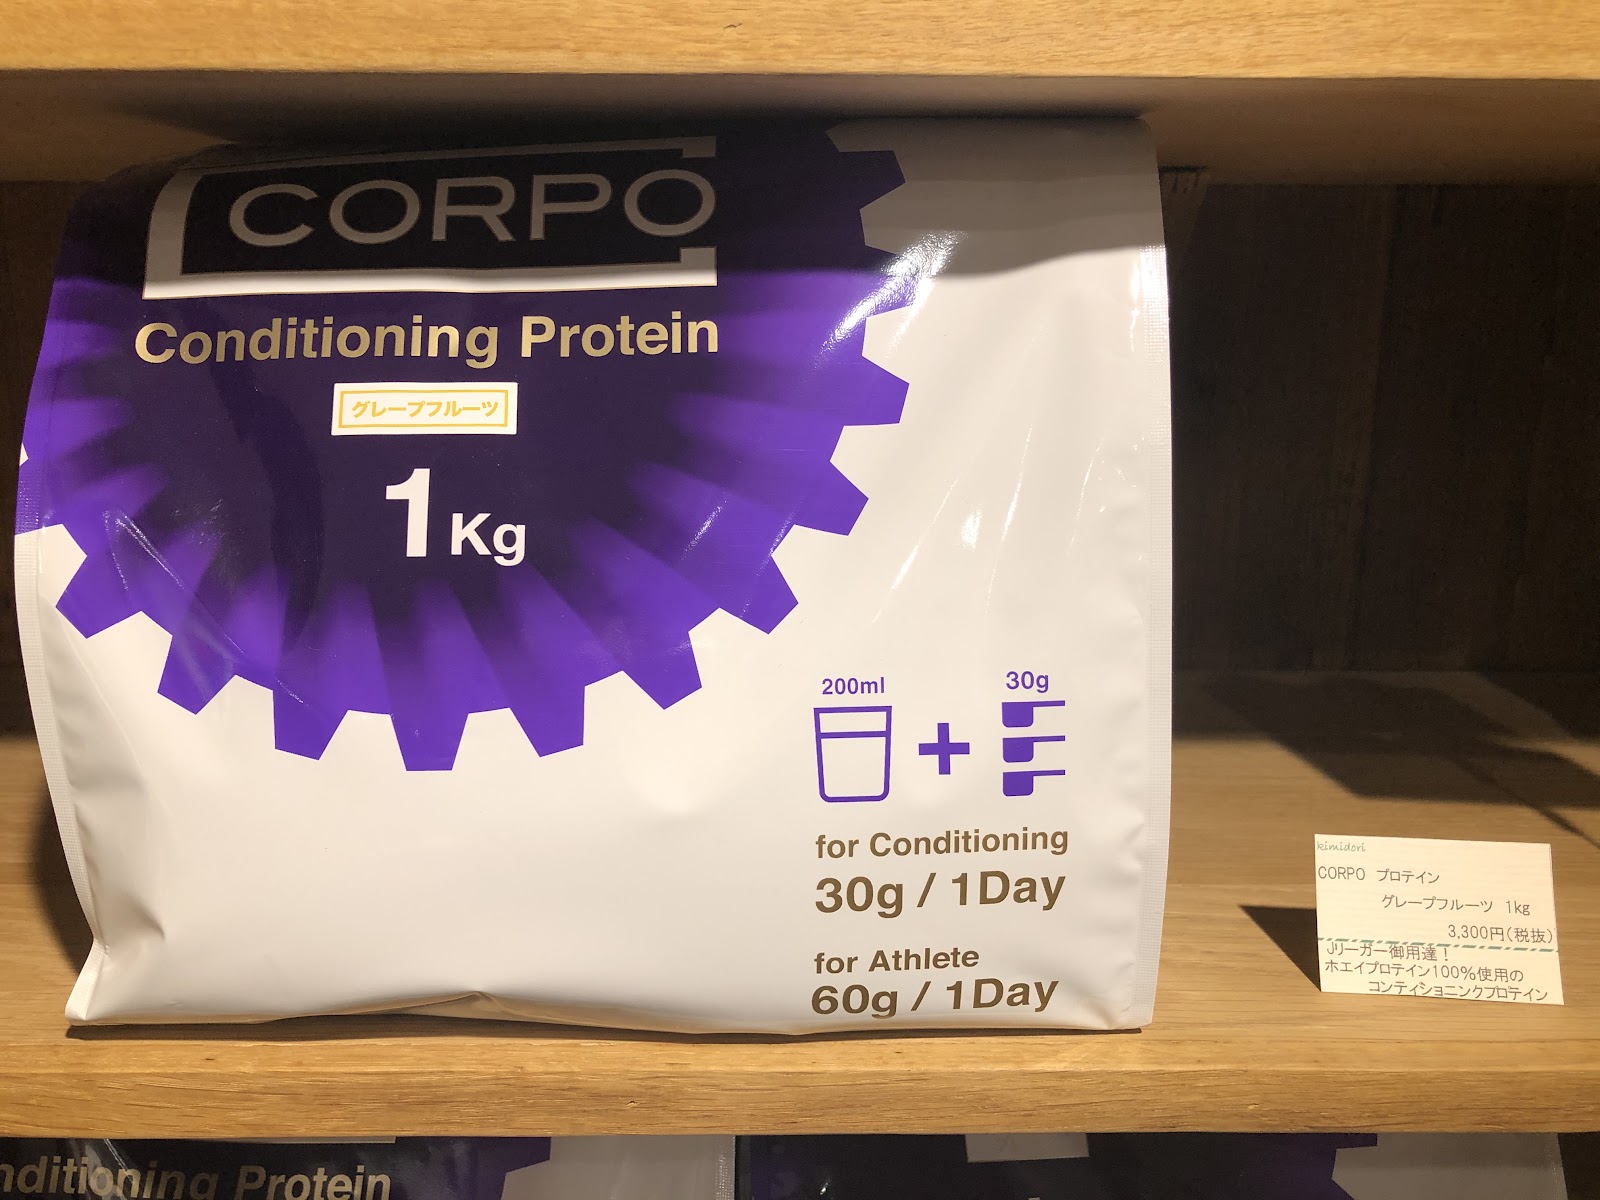 CORPO
Conditioning Protein
グレープフルーツ
1Kg
200ml
30g
+
for Conditioning
30g / 1Day
for Athlete
60g / 1Day
kimidori
CORPO プロテイン
グレープフルーツ 1kg
3,300円(税抜)
Jリーガー御用達!
ホエイプロテイン100%使用の
コンティショニンクプロテイン
nditioning Protein